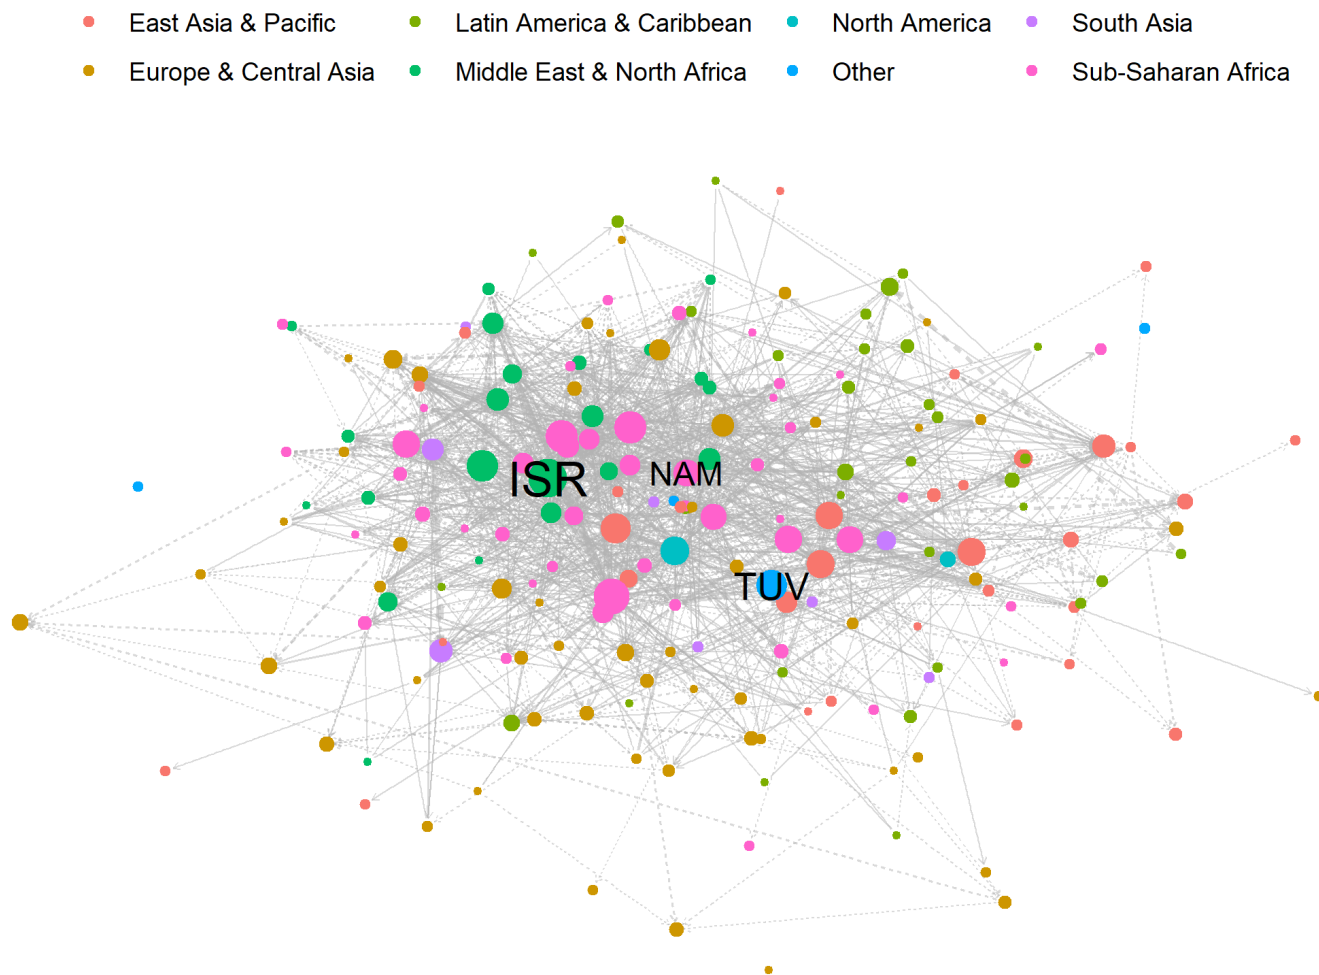 East Asia & Pacific Latin America & Caribbean North America South Asia
Europe & Central Asia Middle East & North Africa Other Sub-Saharan Africa
ISR
NAM
TUV